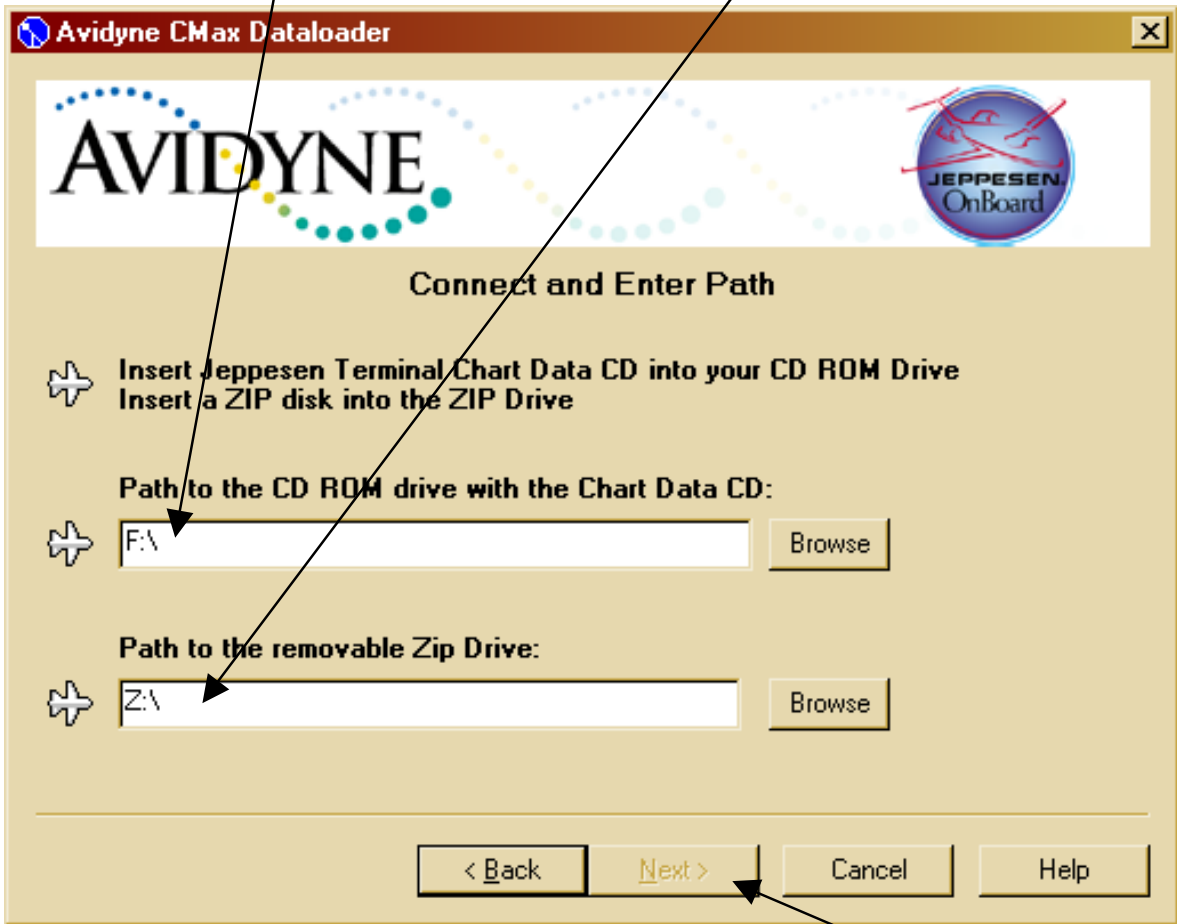 Avidyne CMax Dataloader
AVIDYNE
JEPPESEN.
OnBoard
Connect and Enter Path
Insert Jeppesen Terminal Chart Data CD into your CD ROM Drive
Insert a ZIP disk into the ZIP Drive
Path to the CD ROM drive with the Chart Data CD:
F:\
Browse
Path to the removable Zip Drive:
Z:\
Browse
< Back
Next >
Cancel
Help